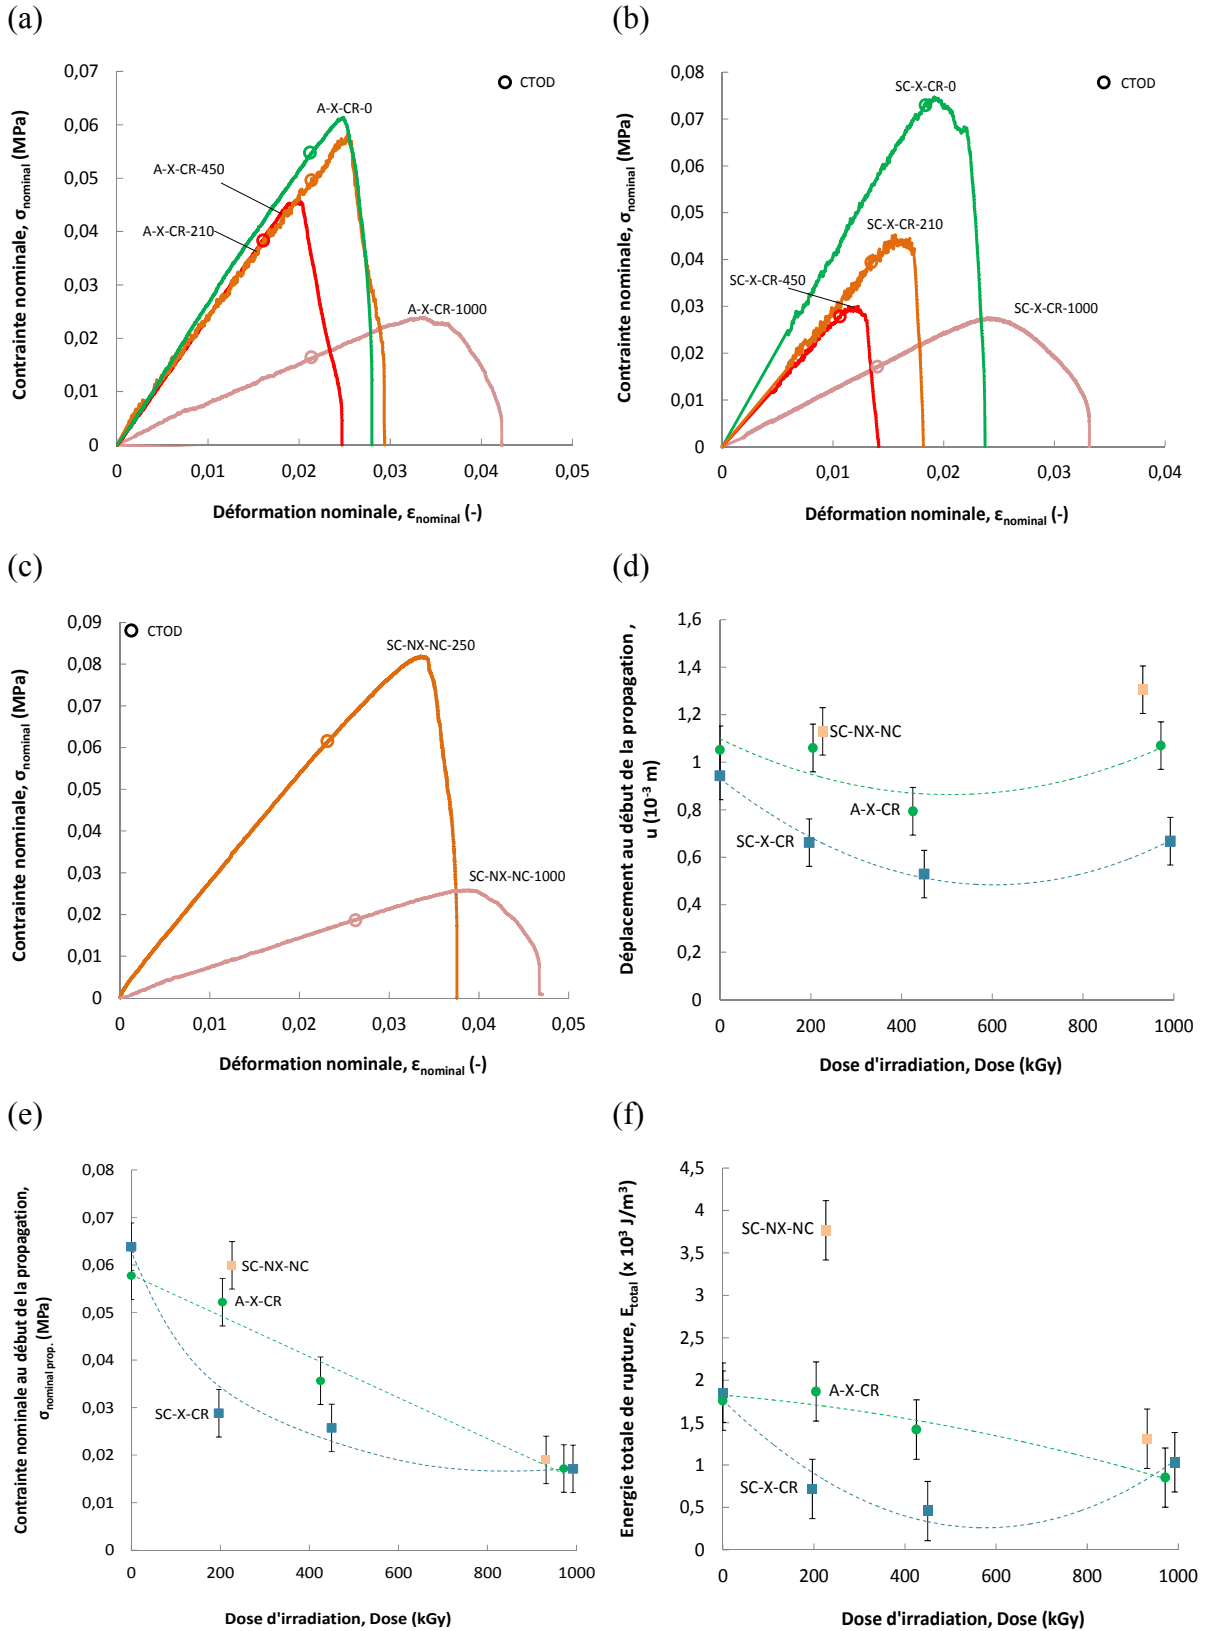 (a)
0,07
0,06
0,05
0,04
0,03
0,02
0,01
0
0
0,01
0,02
0,03
0,04
0,05
Contrainte nominale, σnominal (MPa)
Déformation nominale, εnominal (-)
CTOD
A-X-CR-0
A-X-CR-450
A-X-CR-210
A-X-CR-1000
(b)
0,08
0,07
0,06
0,05
0,04
0,03
0,02
0,01
0
0
0,01
0,02
0,03
0,04
Contrainte nominale, σnominal (MPa)
Déformation nominale, εnominal (-)
CTOD
SC-X-CR-0
SC-X-CR-210
SC-X-CR-450
SC-X-CR-1000
(c)
0,09
0,08
0,07
0,06
0,05
0,04
0,03
0,02
0,01
0
0
0,01
0,02
0,03
0,04
0,05
Contrainte nominale, σnominal (MPa)
Déformation nominale, εnominal (-)
CTOD
SC-NX-NC-250
SC-NX-NC-1000
(d)
1,6
1,4
1,2
1
0,8
0,6
0,4
0,2
0
0
200
400
600
800
1000
Déplacement au début de la propagation ,
u (10-3 m)
Dose d'irradiation, Dose (kGy)
SC-NX-NC
A-X-CR
SC-X-CR
(e)
0,08
0,07
0,06
0,05
0,04
0,03
0,02
0,01
0
0
200
400
600
800
1000
Contrainte nominale au début de la propagation,
σnominal prop. (MPa)
Dose d'irradiation, Dose (kGy)
SC-NX-NC
A-X-CR
SC-X-CR
(f)
4,5
4
3,5
3
2,5
2
1,5
1
0,5
0
0
200
400
600
800
1000
Energie totale de rupture, Etotal (x 10³ J/m³)
Dose d'irradiation, Dose (kGy)
SC-NX-NC
A-X-CR
SC-X-CR